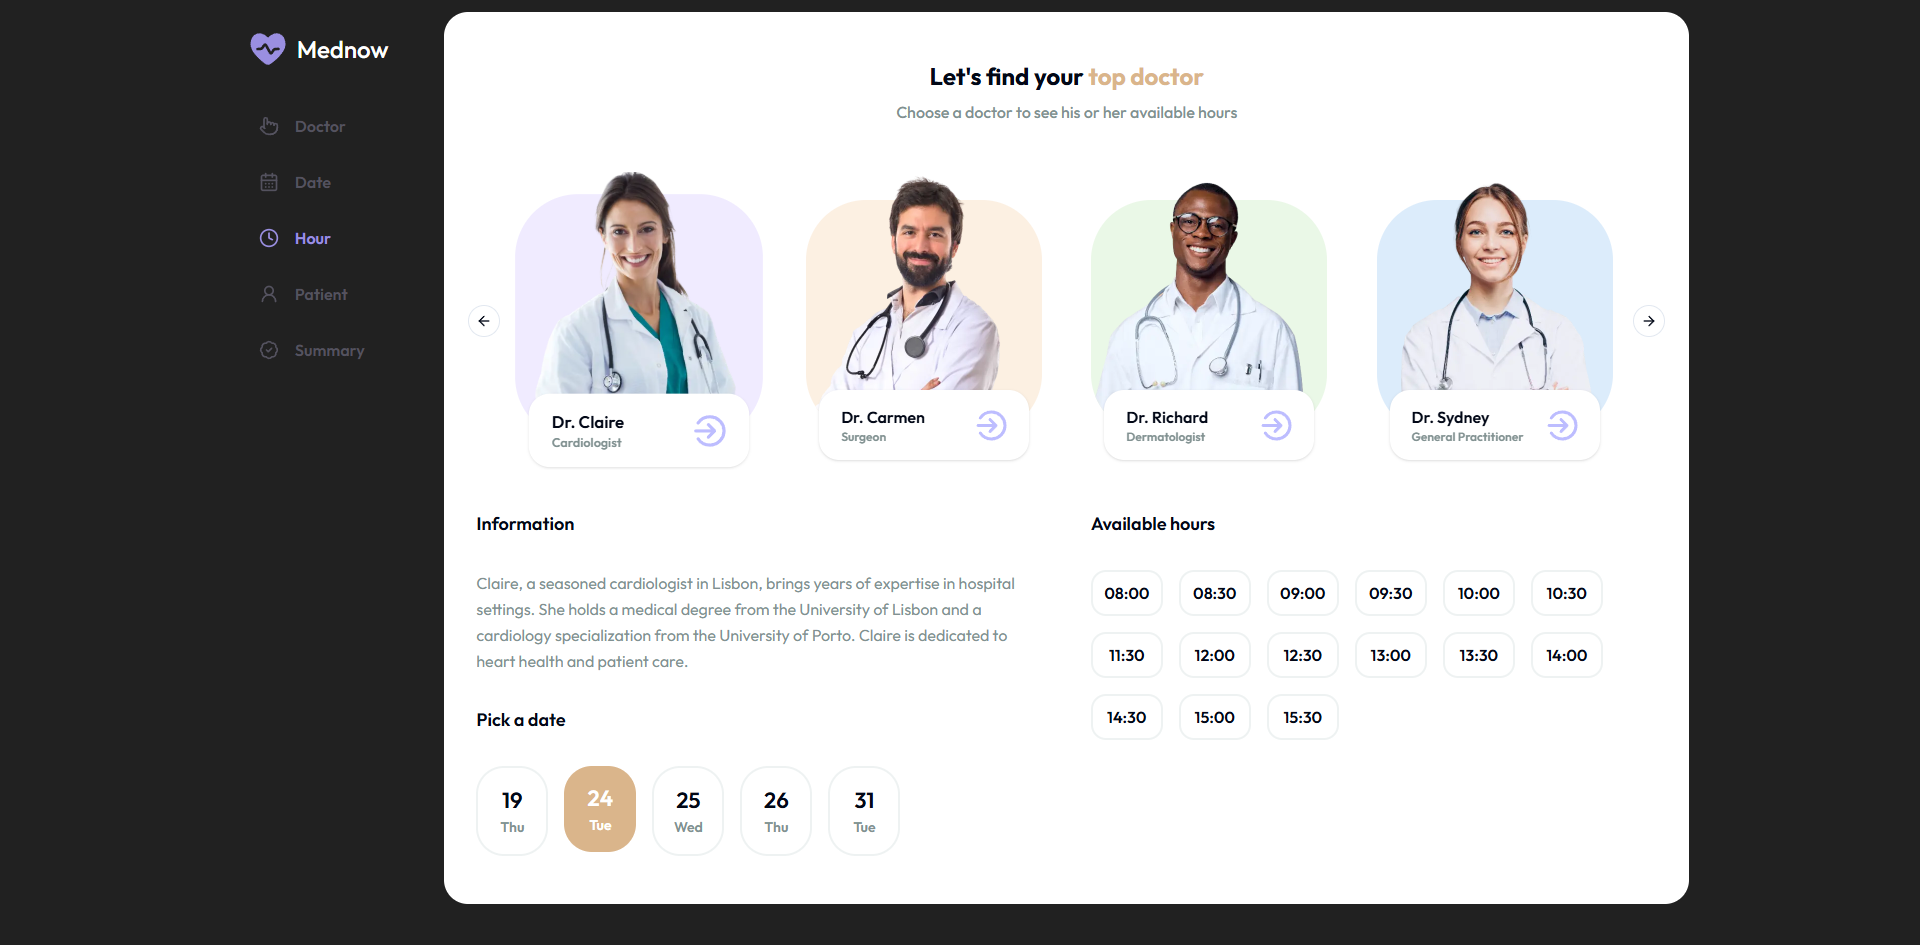 Mednow
Doctor
Date
Hour
Patient
Summary
Let's find your top doctor
Choose a doctor to see his or her available hours
Dr. Claire
Cardiologist
Dr. Carmen
Surgeon
Dr. Richard
Dermatologist
Dr. Sydney
General Practitioner
Information
Claire, a seasoned cardiologist in Lisbon, brings years of expertise in hospital
settings. She holds a medical degree from the University of Lisbon and a
cardiology specialization from the University of Porto. Claire is dedicated to
heart health and patient care.
Pick a date
19 24 25 26 31
Thu Tue Wed Thu Tue
Available hours
08:00 08:30 09:00 09:30 10:00 10:30
11:30 12:00 12:30 13:00 13:30 14:00
14:30 15:00 15:30